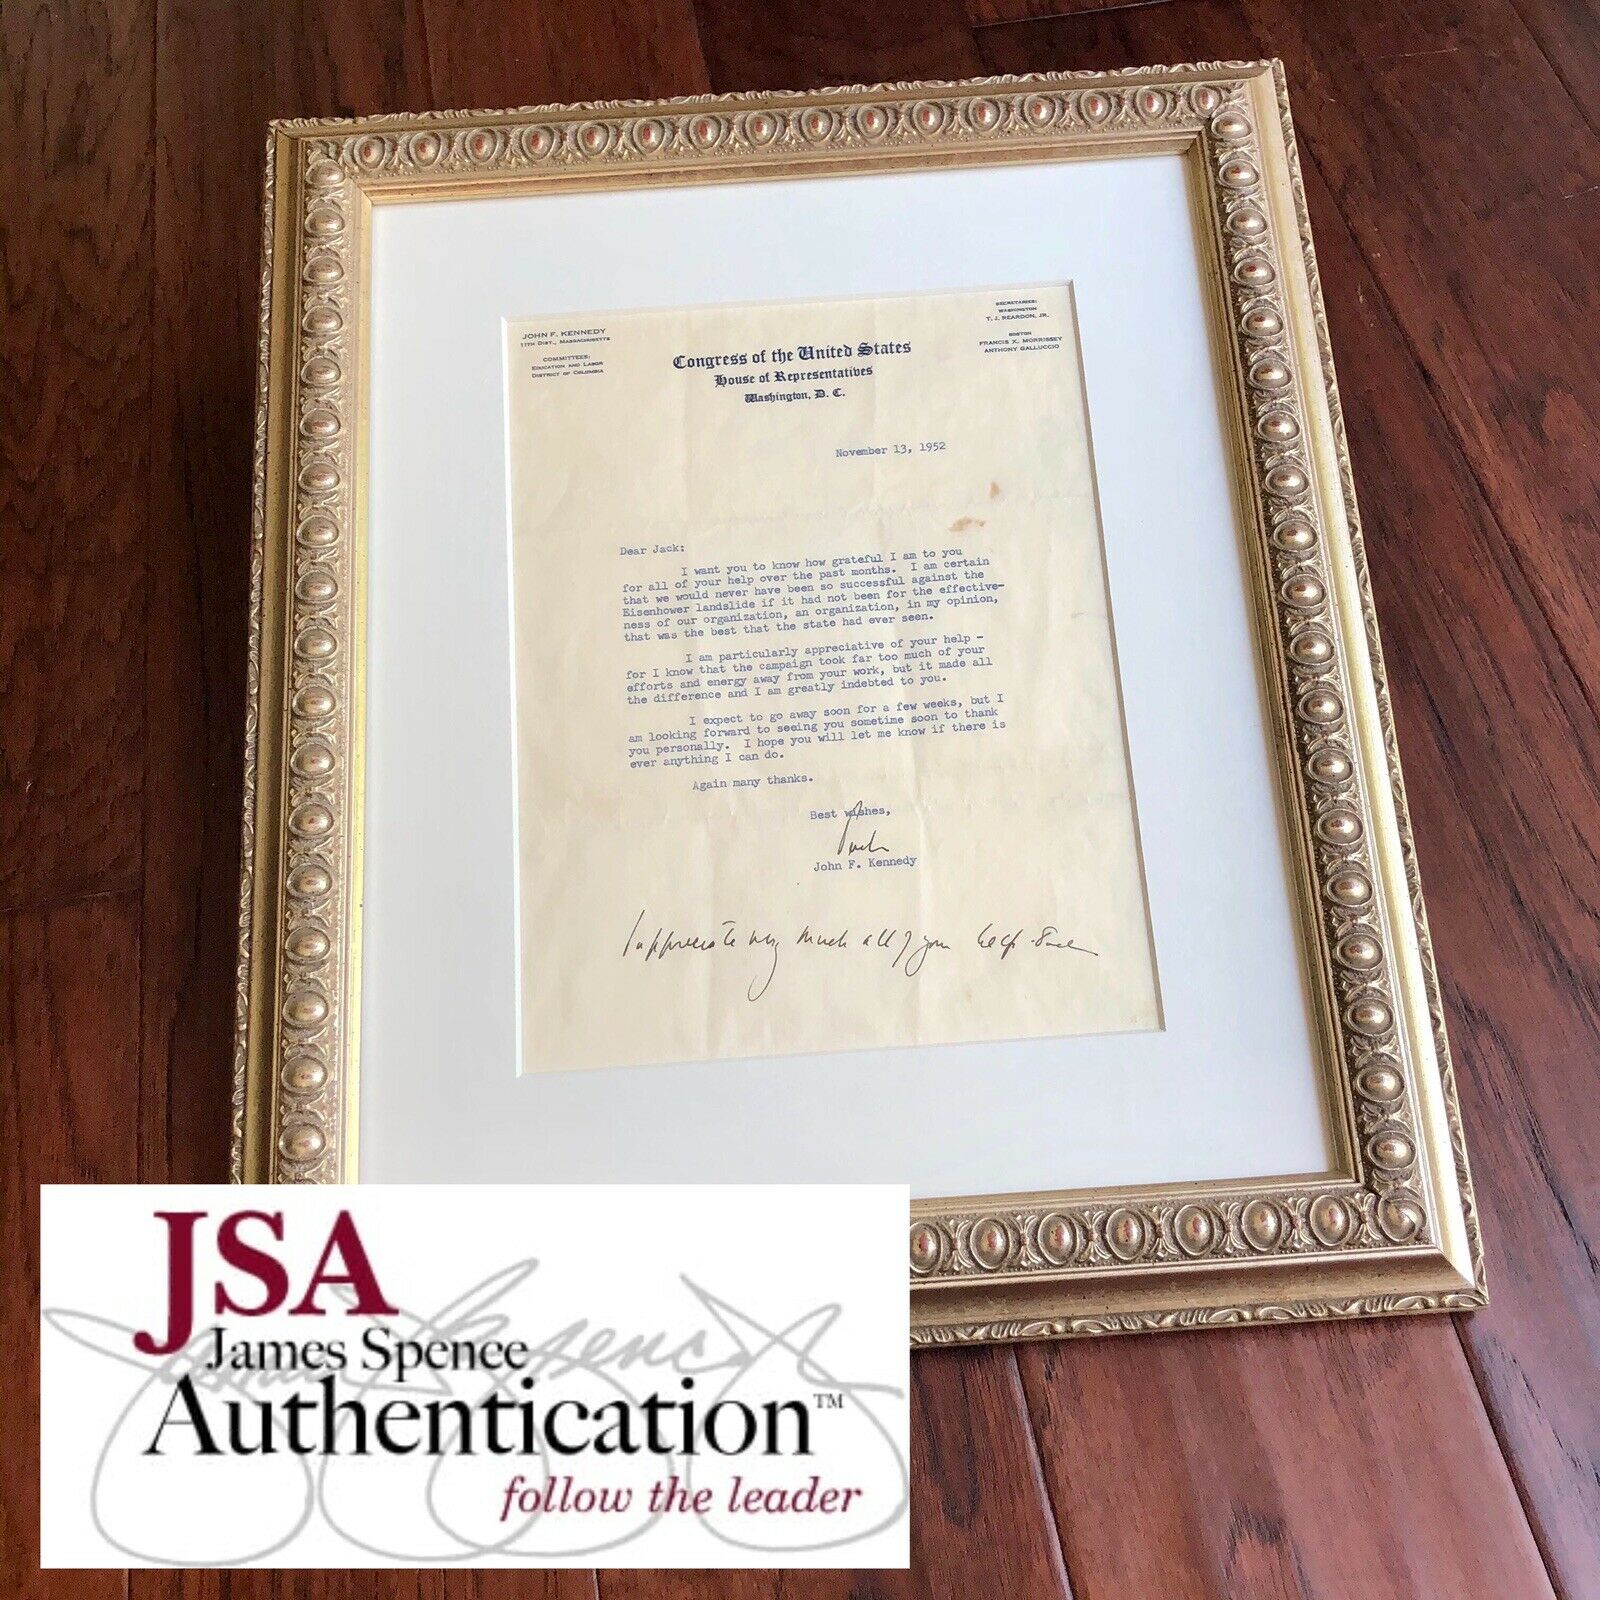 JOHN F. KENNEDY
11TH DIST., MASSACHUSETTS
COMMITTEES:
EDUCATION AND LABOR
DISTRICT OF COLUMBIA
Congress of the United States
House of Representatives
Washington, D. C.
SECRETARIES:
WASHINGTON
T. J. REARDON, JR.
BOSTON
FRANCIS X. MORRISSEY
ANTHONY GALLUCCIO
November 13, 1952
Dear Jack:
I want you to know how grateful I am to you
for all of your help over the past months. I am certain
that we would never have been so successful against the
Eisenhower landslide if it had not been for the effective-
ness of our organization, an organization, in my opinion,
that was the best that the state had ever seen.
I am particularly appreciative of your help -
for I know that the campaign took far too much of your
efforts and energy away from your work, but it made all
the difference and I am greatly indebted to you.
I expect to go away soon for a few weeks, but I
am looking forward to seeing you sometime soon to thank
you personally. I hope you will let me know if there is
ever anything I can do.
Again many thanks.
Best wishes,
Jack
John F. Kennedy
I appreciate very much all of your help -
JSA
James Spence
Authentication™
follow the leader